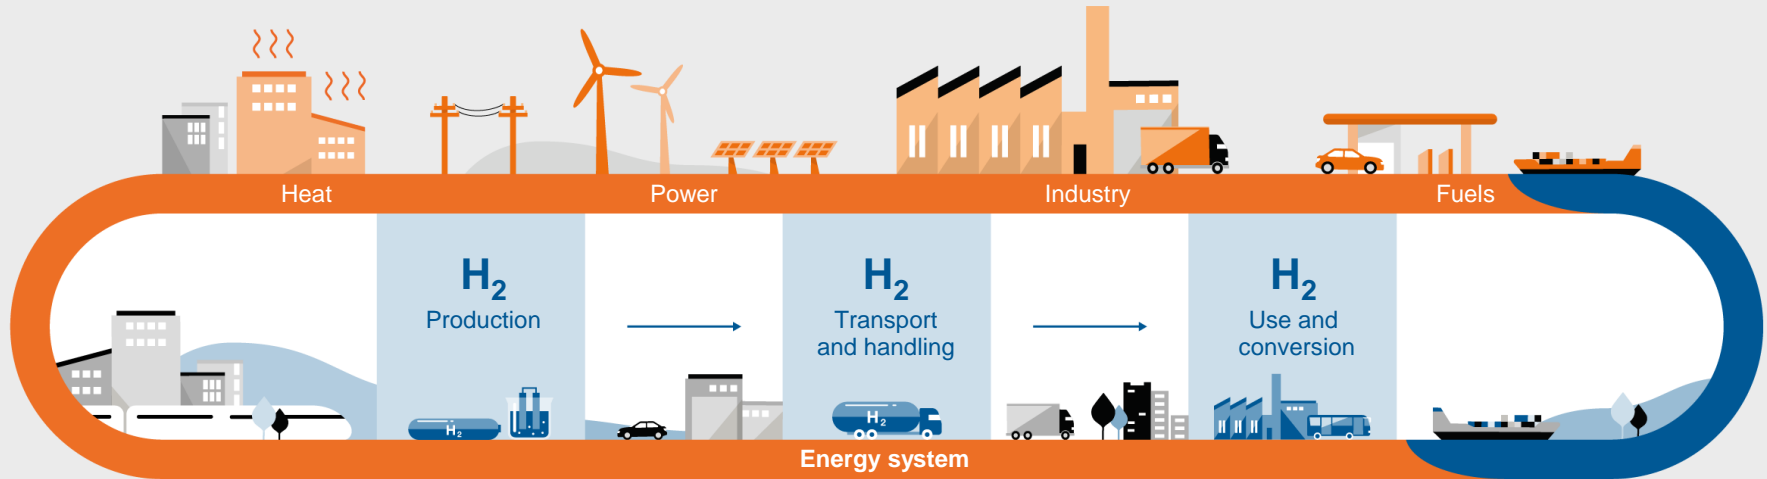 Heat
Power
Industry
Fuels
H₂
Production
H₂
Transport
and handling
H₂
Use and
conversion
H₂
H₂
Energy system